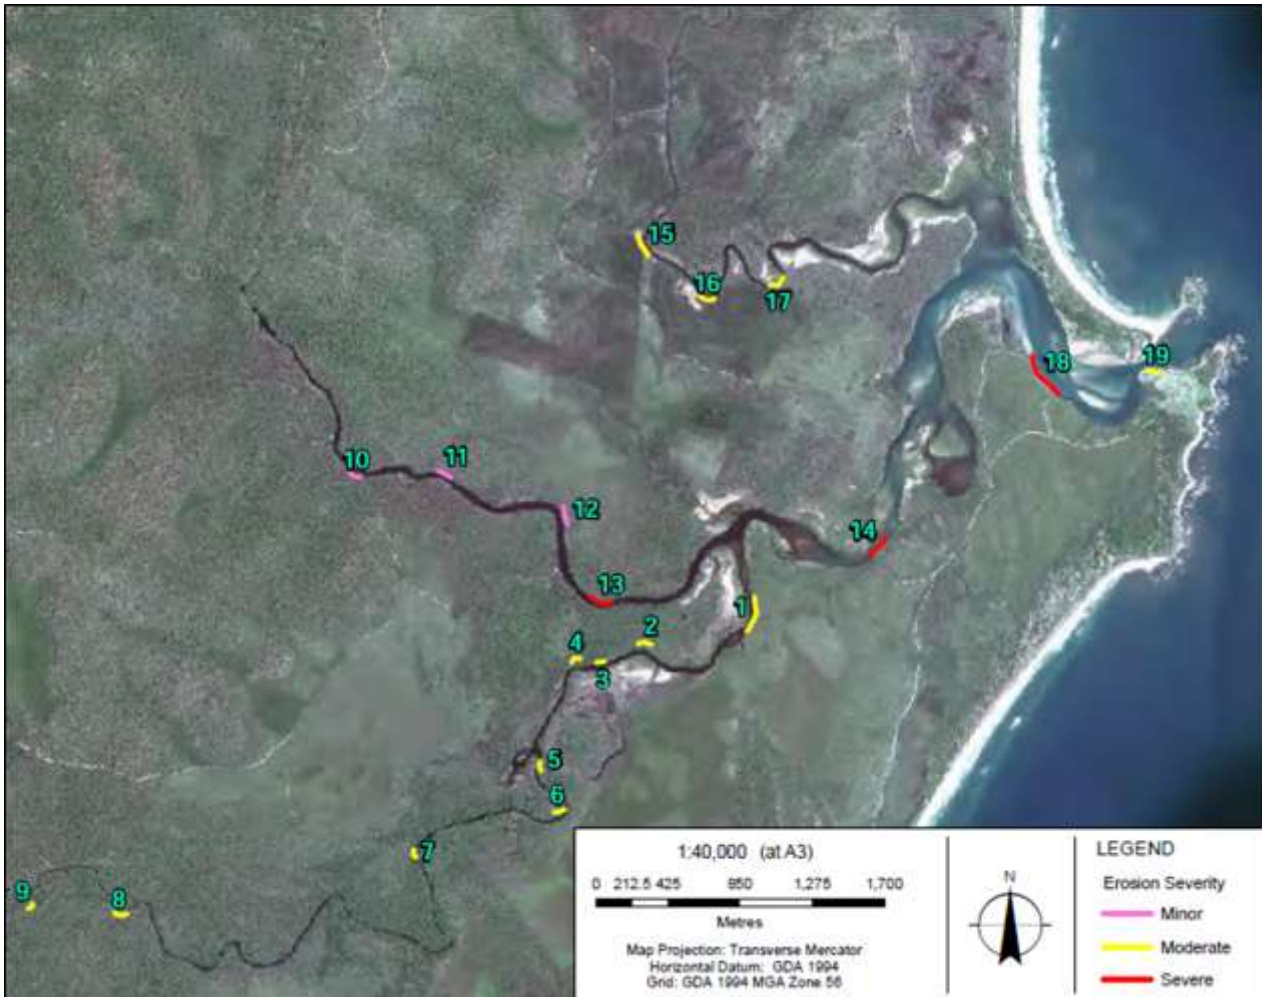 15
16
17
18
19
10
11
12
14
13
1
2
4
3
5
6
7
9
8
1:40,000 (at A3)
0 212.5 425 850 1,275 1,700
Metres
Map Projection: Transverse Mercator
Horizontal Datum: GDA 1994
Grid: GDA 1994 MGA Zone 56
N
LEGEND
Erosion Severity
Minor
Moderate
Severe